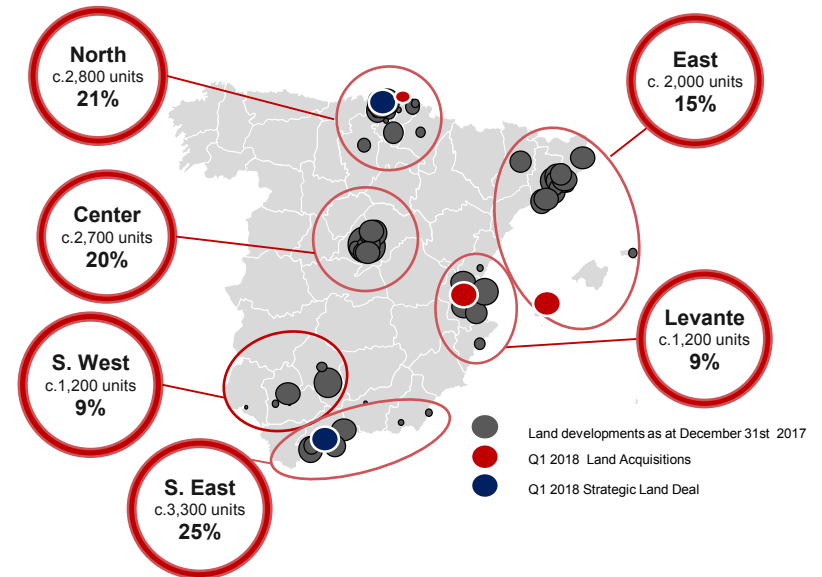 North
c.2,800 units
21%
East
c. 2,000 units
15%
Center
c.2,700 units
20%
Levante
c.1,200 units
9%
S. West
c.1,200 units
9%
S. East
c.3,300 units
25%
Land developments as at December 31st 2017
Q1 2018 Land Acquisitions
Q1 2018 Strategic Land Deal